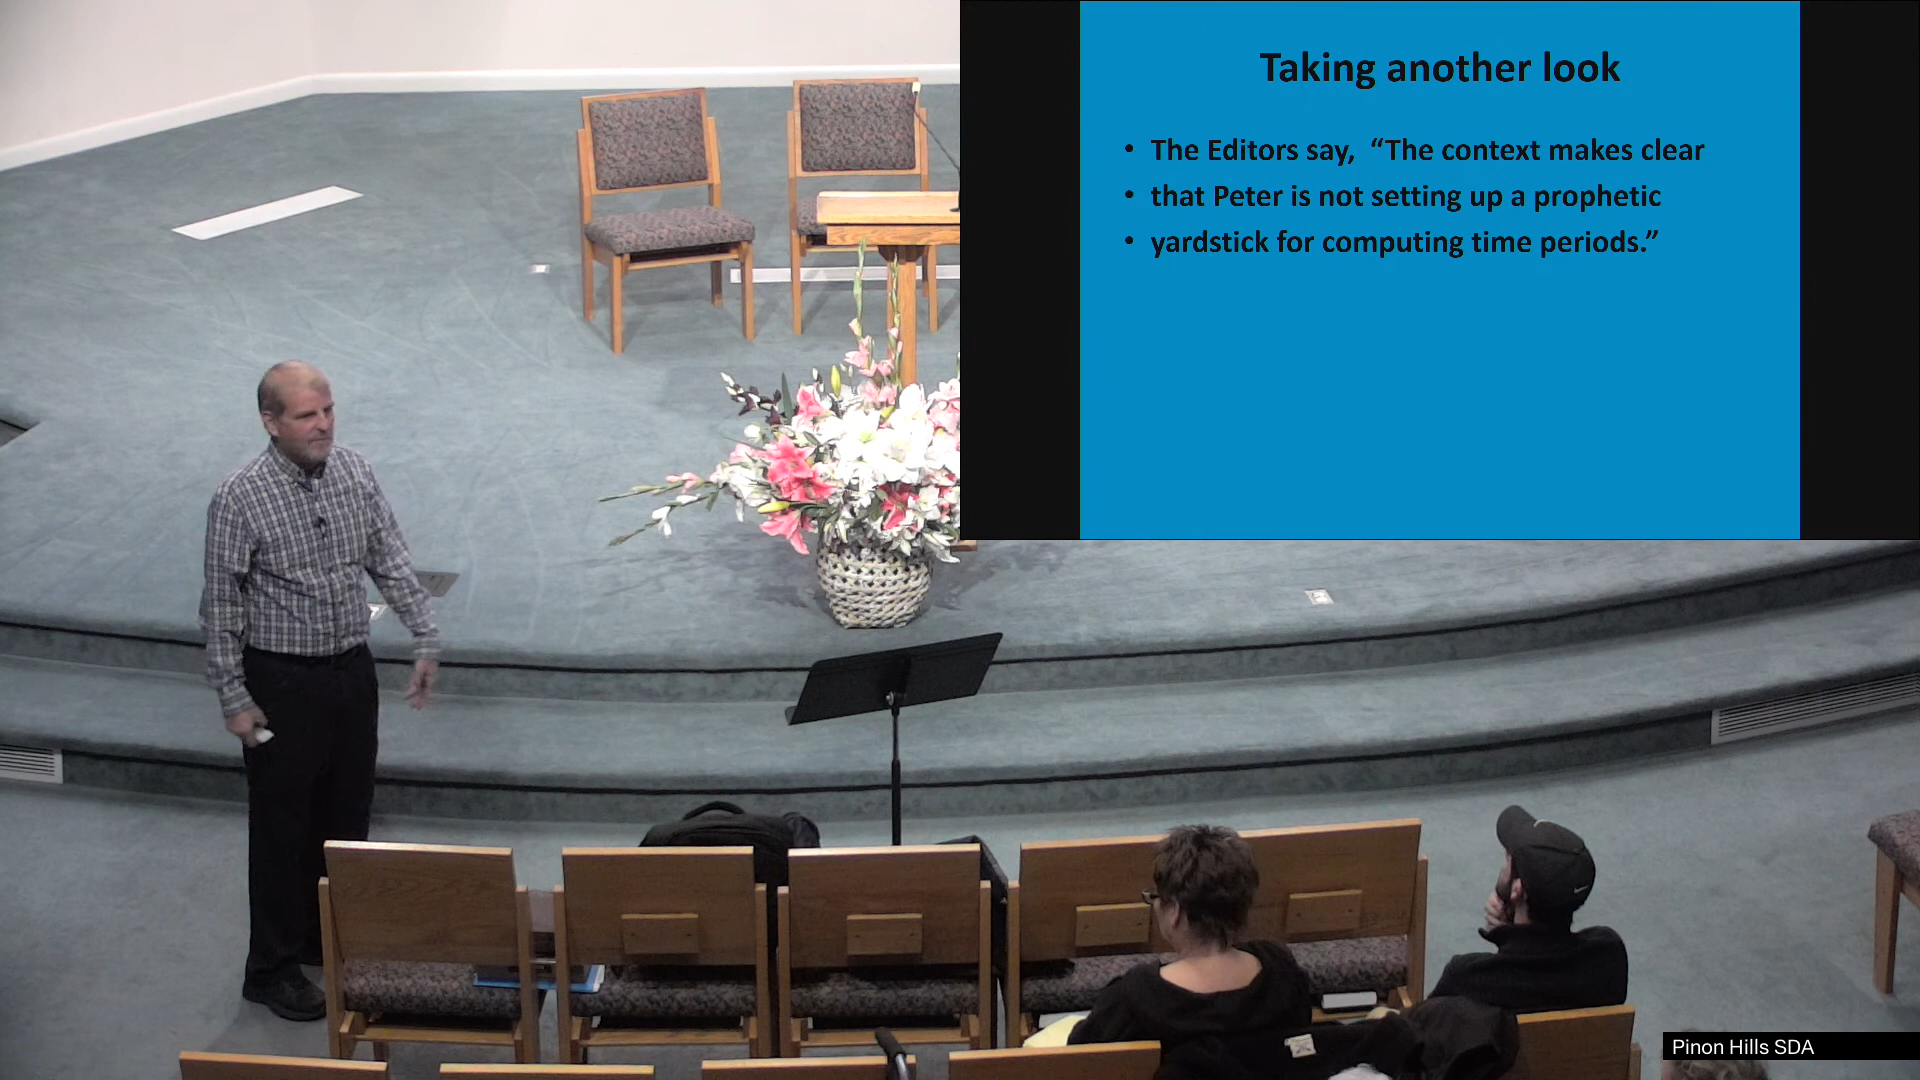 Taking another look
• The Editors say,  “The context makes clear
• that Peter is not setting up a prophetic
• yardstick for computing time periods.”
Pinon Hills SDA